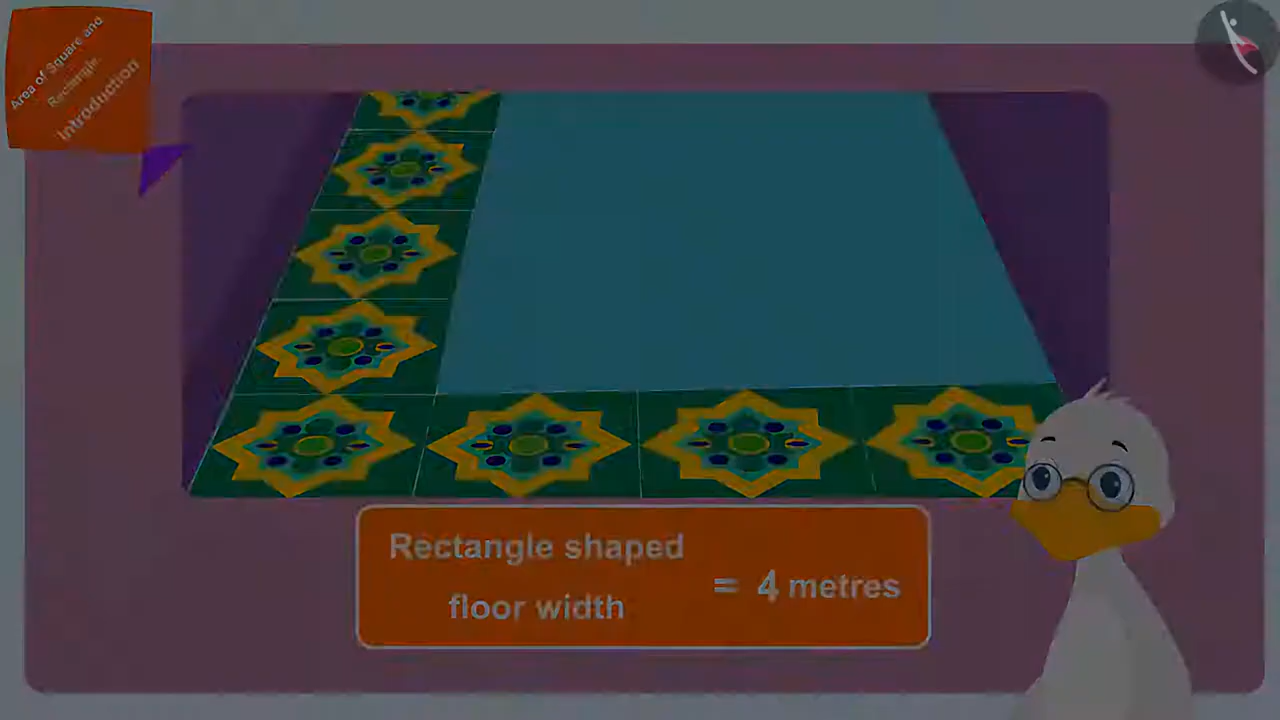 Area of Square and
Rectangle
Introduction
Rectangle shaped
floor width
= 4 metres